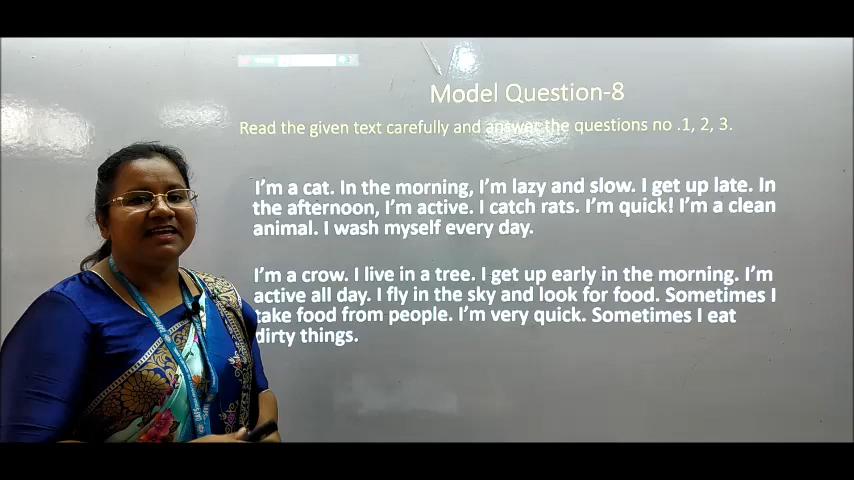 Model Question-8
Read the given text carefully and answer the questions no .1, 2, 3.
I'm a cat. In the morning, I'm lazy and slow. I get up late. In
the afternoon, I'm active. I catch rats. I'm quick! I'm a clean
animal. I wash myself every day.
I'm a crow. I live in a tree. I get up early in the morning. I'm
active all day. I fly in the sky and look for food. Sometimes I
take food from people. I'm very quick. Sometimes I eat
dirty things.